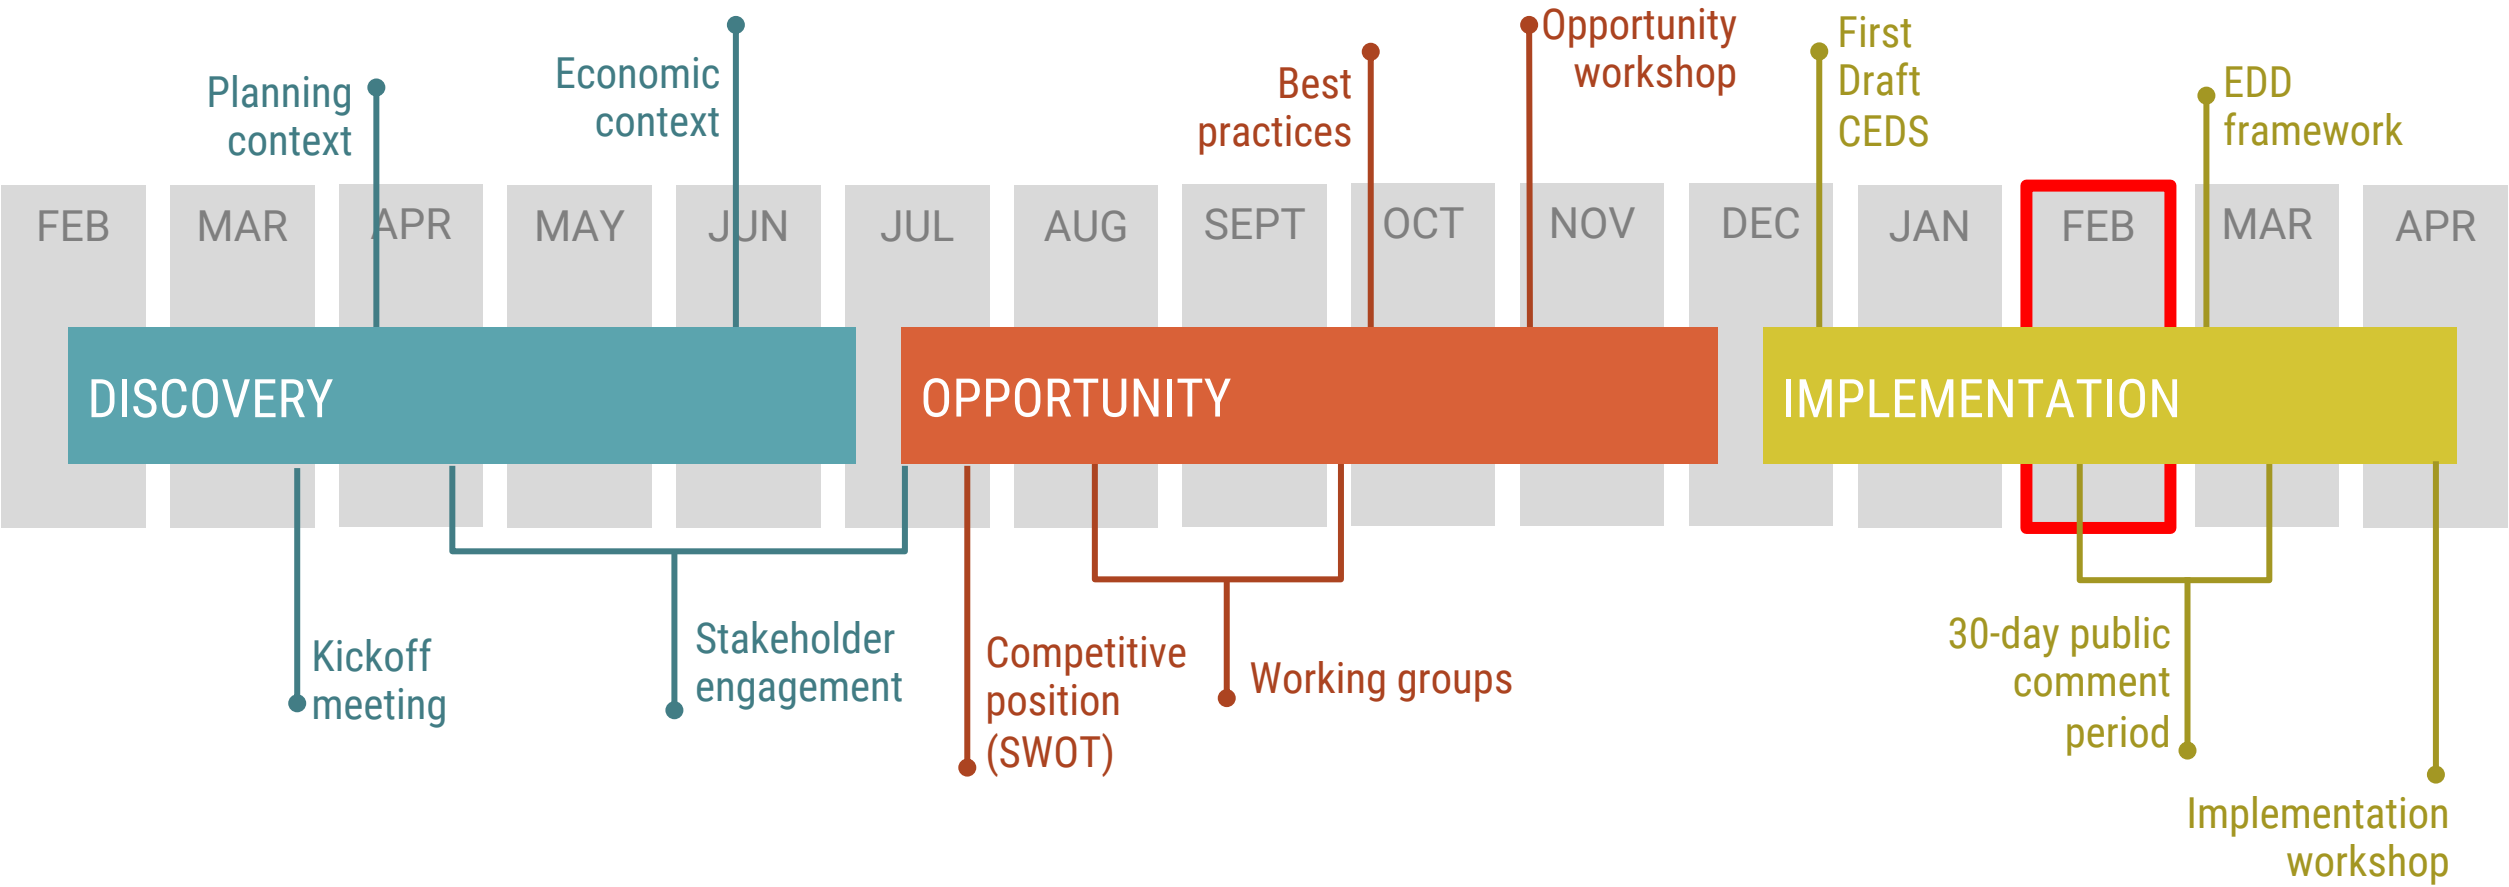 Planning
context
Economic
context
Best
practices
Opportunity
workshop
First
Draft
CEDS
EDD
framework
FEB
MAR
APR
MAY
JUN
JUL
AUG
SEPT
OCT
NOV
DEC
JAN
FEB
MAR
APR
DISCOVERY
OPPORTUNITY
IMPLEMENTATION
Kickoff
meeting
Stakeholder
engagement
Competitive
position
(SWOT)
Working groups
30-day public
comment
period
Implementation
workshop